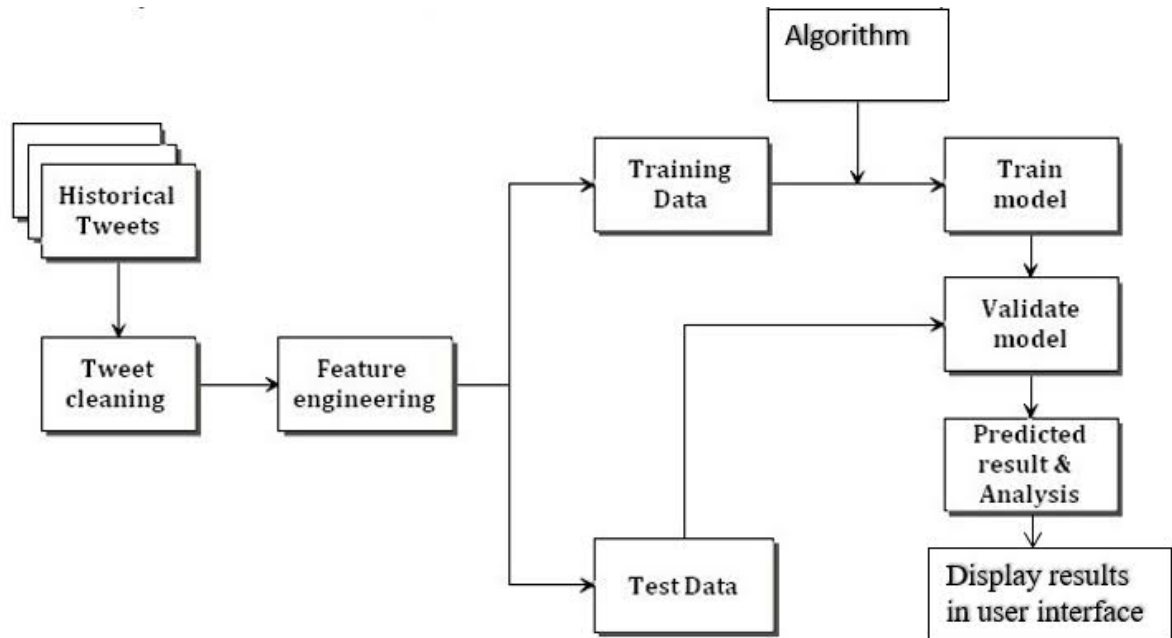 Algorithm
Historical
Tweets
Training
Data
Train
model
Tweet
cleaning
Feature
engineering
Validate
model
Predicted
result &
Analysis
Test Data
Display results
in user interface